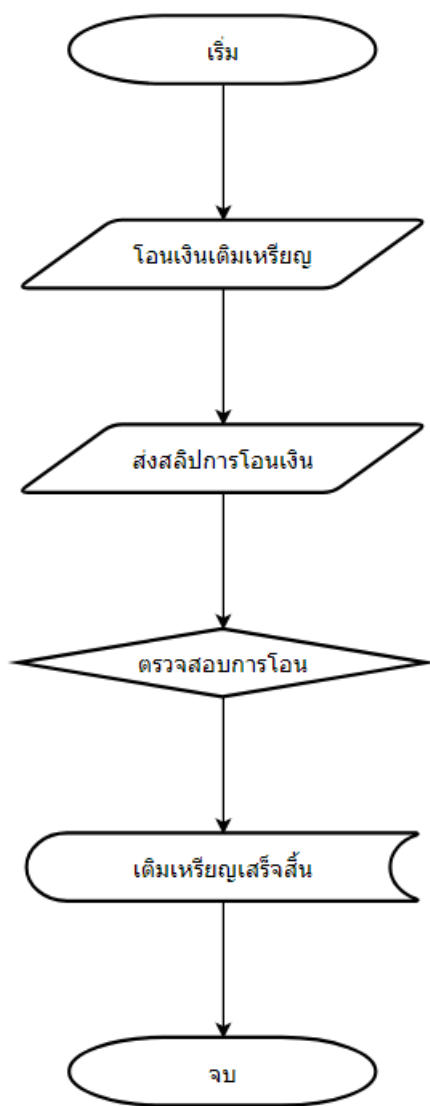 เริ่ม
โอนเงินเติมเหรียญ
ส่งสลิปการโอนเงิน
ตรวจสอบการโอน
เติมเหรียญเสร็จสิ้น
จบ